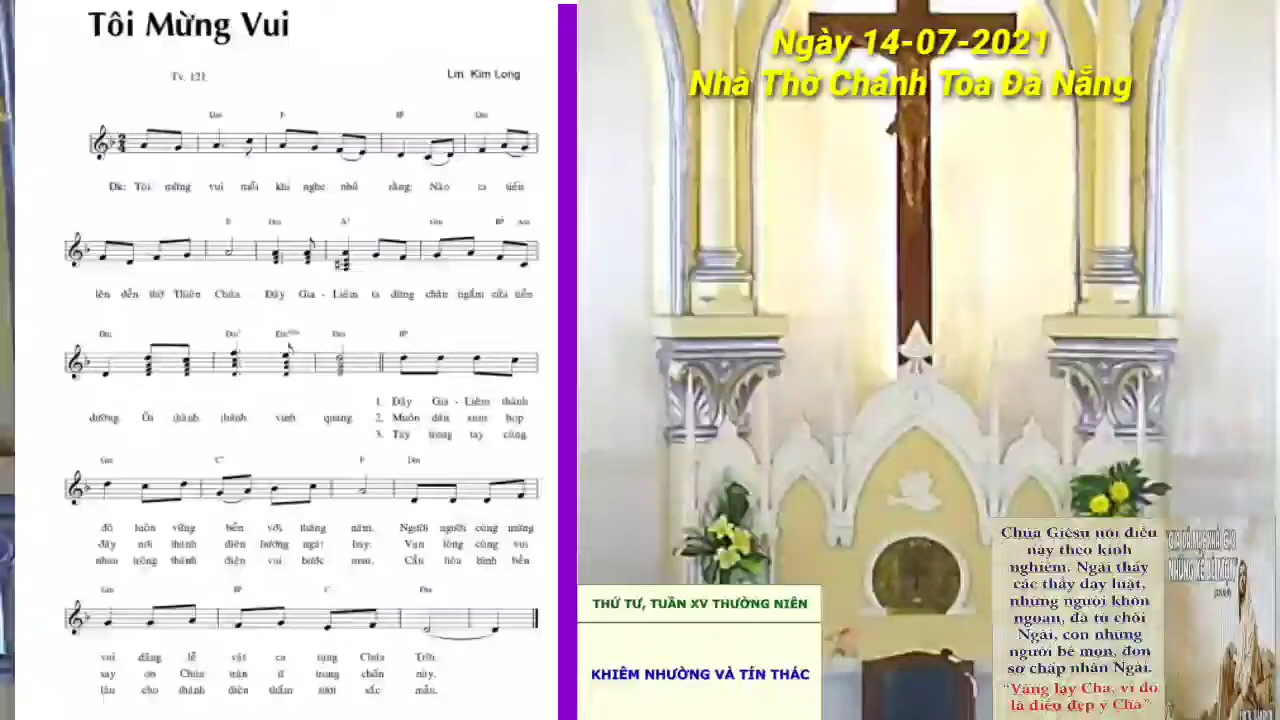 Tôi Mừng Vui
Tv. 121
Lm Kim Long
Đk: Tôi mừng vui mỗi khi nghe nhủ rằng: Nào ta tiến
lên đền thờ Thiên Chúa. Đây Gia - Liêm ta dừng chân ngắm cửa tiền
đường. Ôi thành thánh vinh quang.
1. Đây Gia - Liêm thành
2. Muôn dân sum họp
3. Tay trong tay cùng
đô luôn vững bền với tháng năm. Người người cùng mừng
đây nơi thánh điện hương ngát bay. Vạn lòng cùng vui
nhau trông thánh điện vui bước mau. Cầu hòa bình bền
vui dâng lễ vật ca tụng Chúa Trời.
say ơn Chúa tràn ứ trong chốn này.
lâu cho thánh điện thắm tươi sắc mầu.
Ngày 14-07-2021
Nhà Thờ Chánh Tòa Đà Nẵng
THỨ TƯ, TUẦN XV THƯỜNG NIÊN
KHIÊM NHƯỜNG VÀ TÍN THÁC
Chúa Giêsu nói điều
này theo kinh
nghiệm. Ngài thấy
các thầy dạy luật,
những người khôn
ngoan, đã từ chối
Ngài, còn những
người bé mọn, đơn
sơ chấp nhận Ngài.
“Vâng lạy Cha, vì đó
là điều đẹp ý Cha”